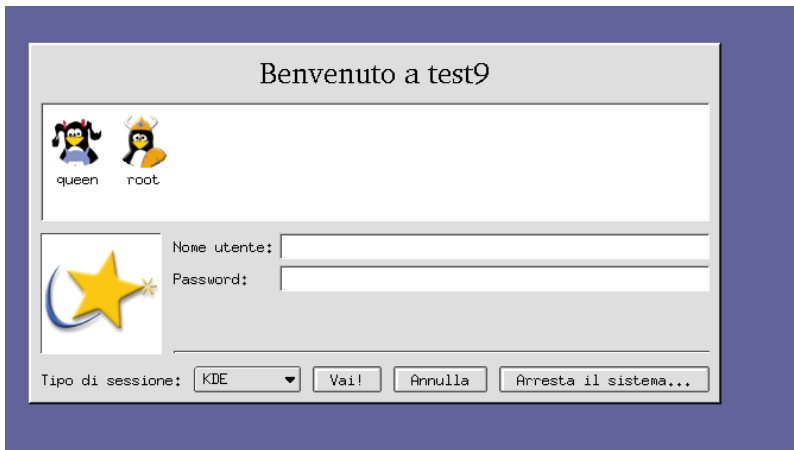 Benvenuto a test9
queen root
Nome utente:
Password:
Tipo di sessione: KDE Vai! Annulla Arresta il sistema...